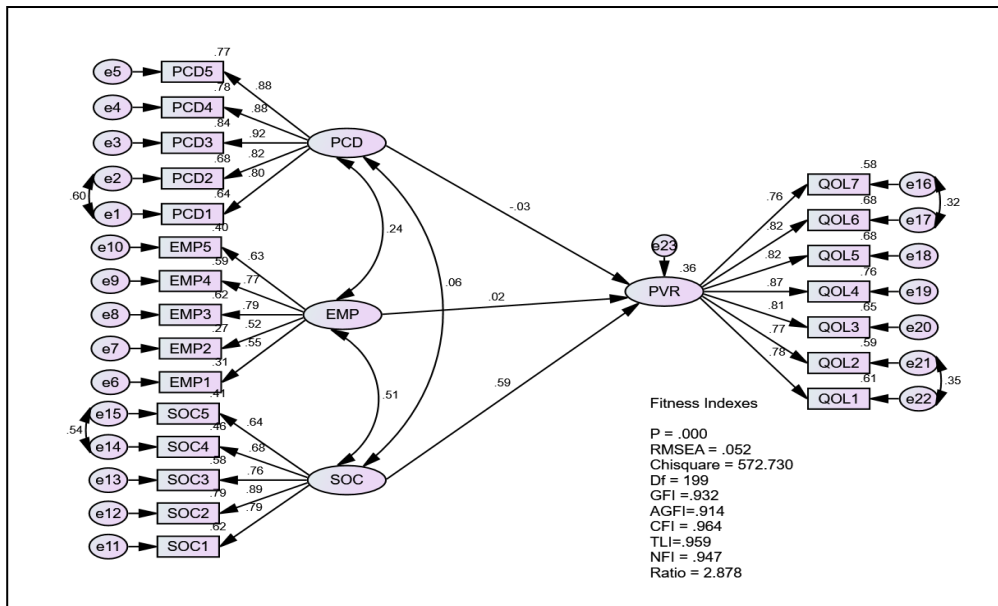 .77
e5 PCD5
.78 .88
e4 PCD4
.84 .88
e3 PCD3 .92 PCD
.68 .82
e2 PCD2
.60 .64 .80
e1 PCD1
.40
e10 EMP5 .24
.59 .63
e9 EMP4 .77
.62
e8 EMP3 .79 EMP
.27 .52
e7 EMP2 .55
.31
e6 EMP1
.41 .51
e15 SOC5 .64
.54 .46
e14 SOC4 .68
.58
e13 SOC3 .76 SOC
.79 .89
e12 SOC2 .79
.62
e11 SOC1
.06
-.03
.02
.59
e23
.36
PVR
.58
.76 QOL7 e16
.32
.68
.82 QOL6 e17
.68
.82 QOL5 e18
.76
.87 QOL4 e19
.65
.81 QOL3 e20
.59
.77 QOL2 e21
.35
.61
.78 QOL1 e22
Fitness Indexes
P = .000
RMSEA = .052
Chisquare = 572.730
Df = 199
GFI = .932
AGFI=.914
CFI = .964
TLI=.959
NFI = .947
Ratio = 2.878